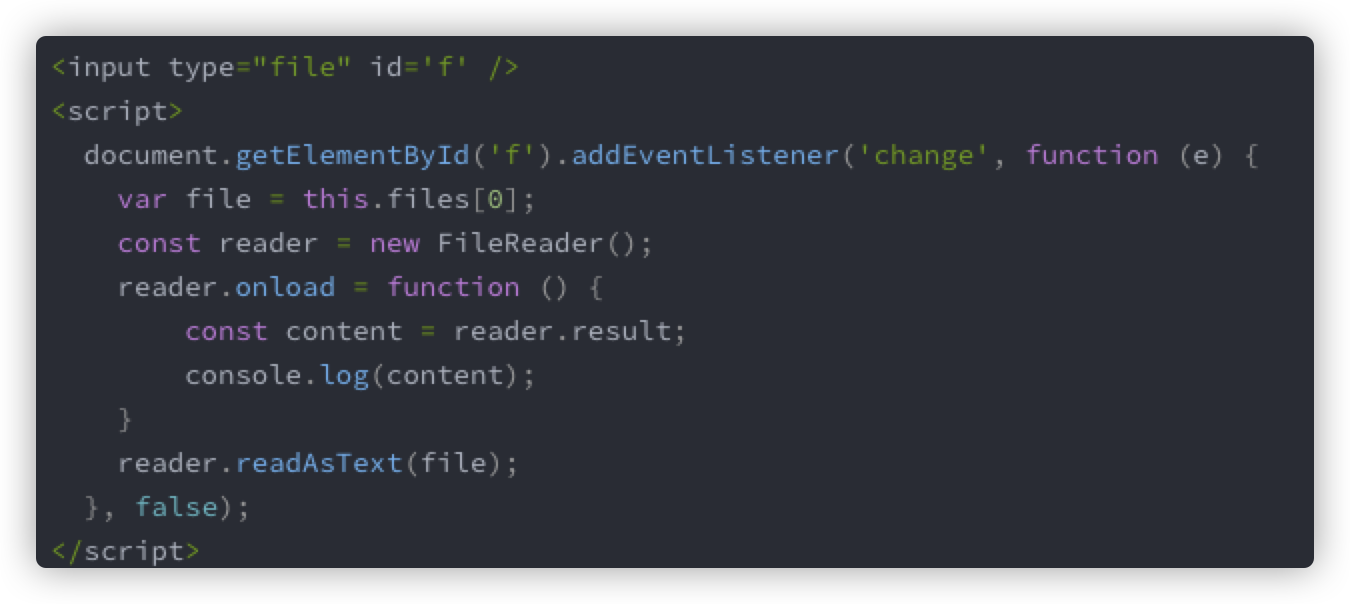 <input type="file" id='f' />
<script>
  document.getElementById('f').addEventListener('change', function (e) {
    var file = this.files[0];
    const reader = new FileReader();
    reader.onload = function () {
        const content = reader.result;
        console.log(content);
    }
    reader.readAsText(file);
  }, false);
</script>